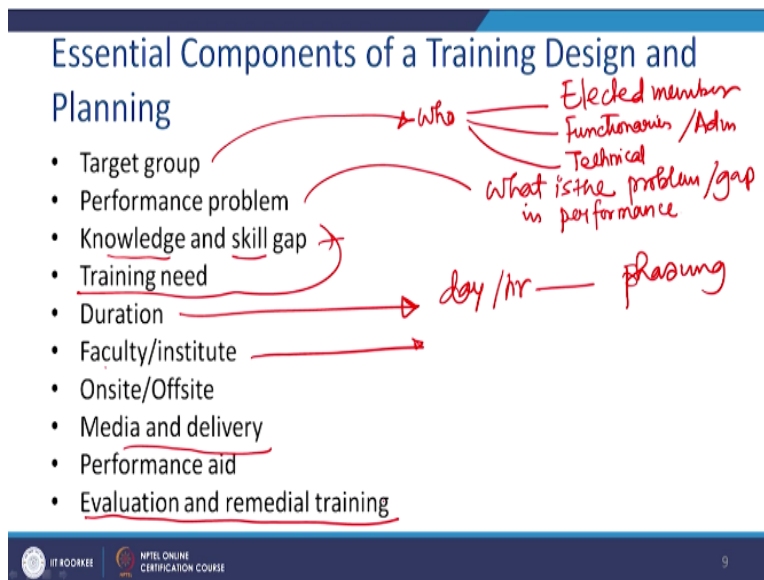 Essential Components of a Training Design and
Planning
• Target group
• Performance problem
• Knowledge and skill gap
• Training need
• Duration
• Faculty/institute
• Onsite/Offsite
• Media and delivery
• Performance aid
• Evaluation and remedial training
Who
Elected member
Functionaries /Adm
Technical
What is the problem/gap
in performance
day/hr — phasing
IIT ROORKEE
NPTEL ONLINE
CERTIFICATION COURSE
9